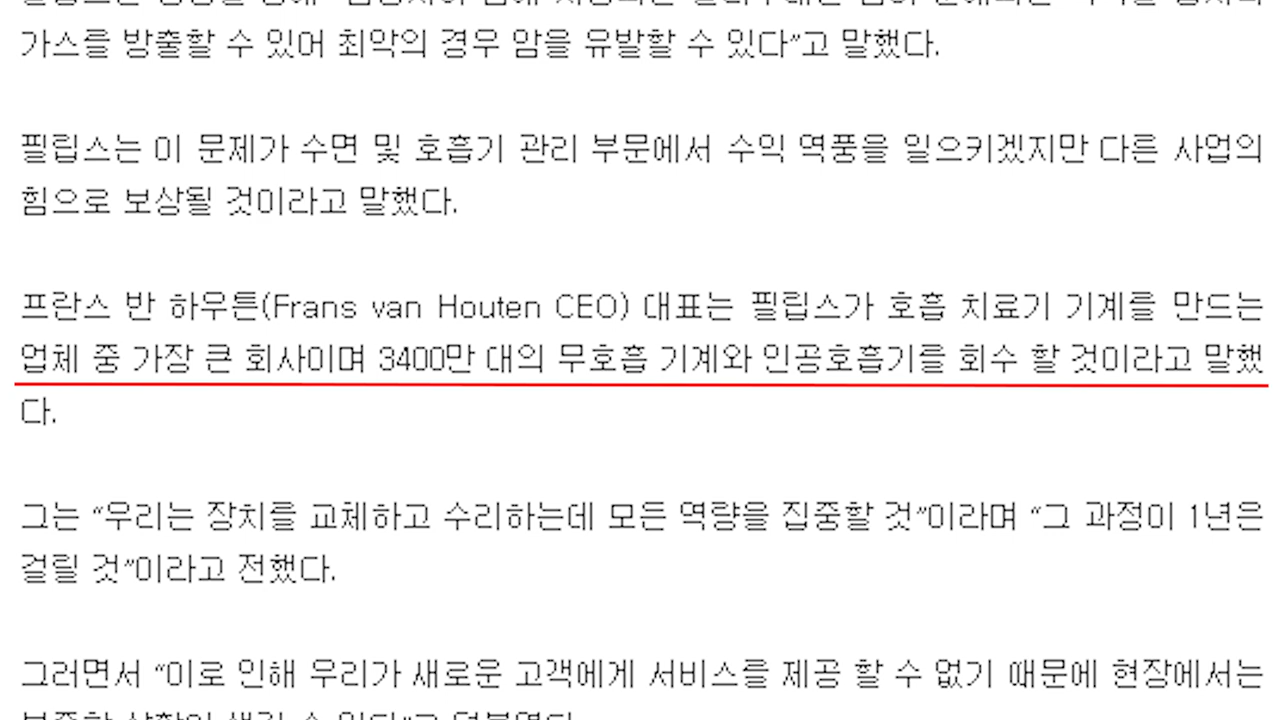 가스를 방출할 수 있어 최악의 경우 암을 유발할 수 있다”고 말했다.
필립스는 이 문제가 수면 및 호흡기 관리 부문에서 수익 역풍을 일으키겠지만 다른 사업의
힘으로 보상될 것이라고 말했다.
프란스 반 하우튼(Frans van Houten CEO) 대표는 필립스가 호흡 치료기 기계를 만드는
업체 중 가장 큰 회사이며 3400만 대의 무호흡 기계와 인공호흡기를 회수 할 것이라고 말했
다.
그는 “우리는 장치를 교체하고 수리하는데 모든 역량을 집중할 것”이라며 “그 과정이 1년은
걸릴 것”이라고 전했다.
그러면서 “이로 인해 우리가 새로운 고객에게 서비스를 제공 할 수 없기 때문에 현장에서는